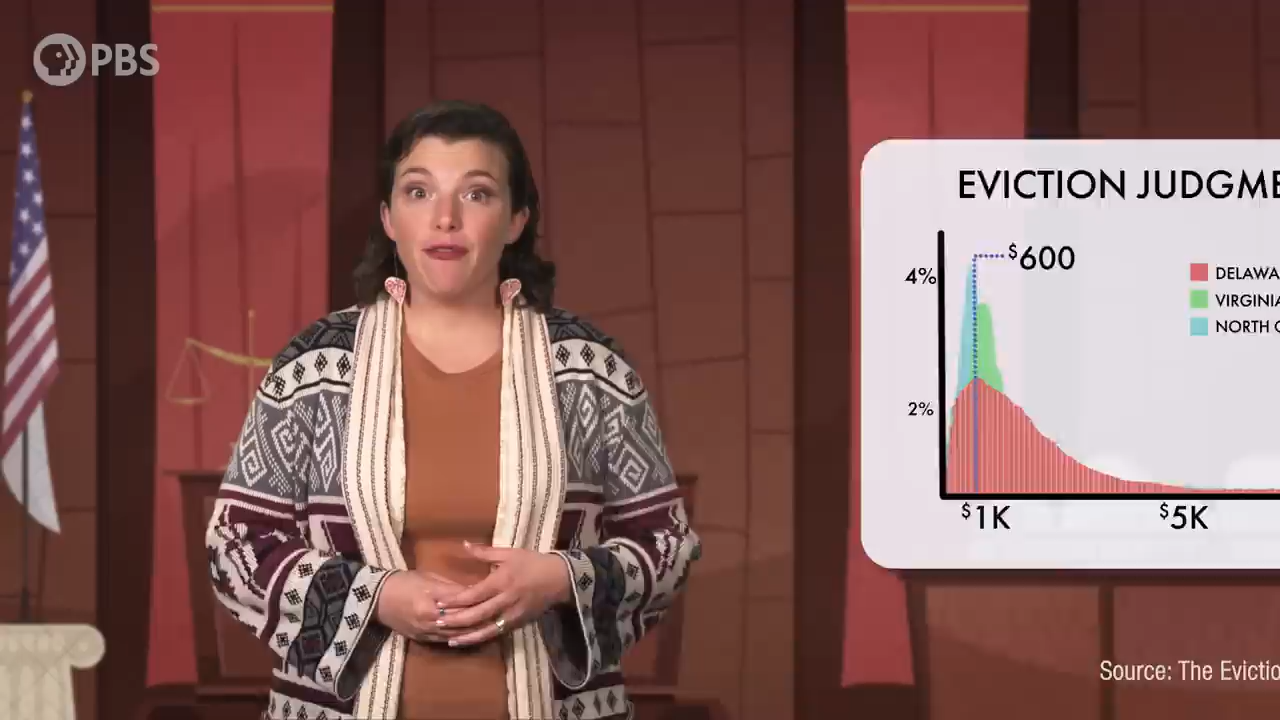 PBS
EVICTION JUDGME
$600
4%
DELAWA
VIRGINIA
NORTH C
2%
$1K
$5K
Source: The Evictio